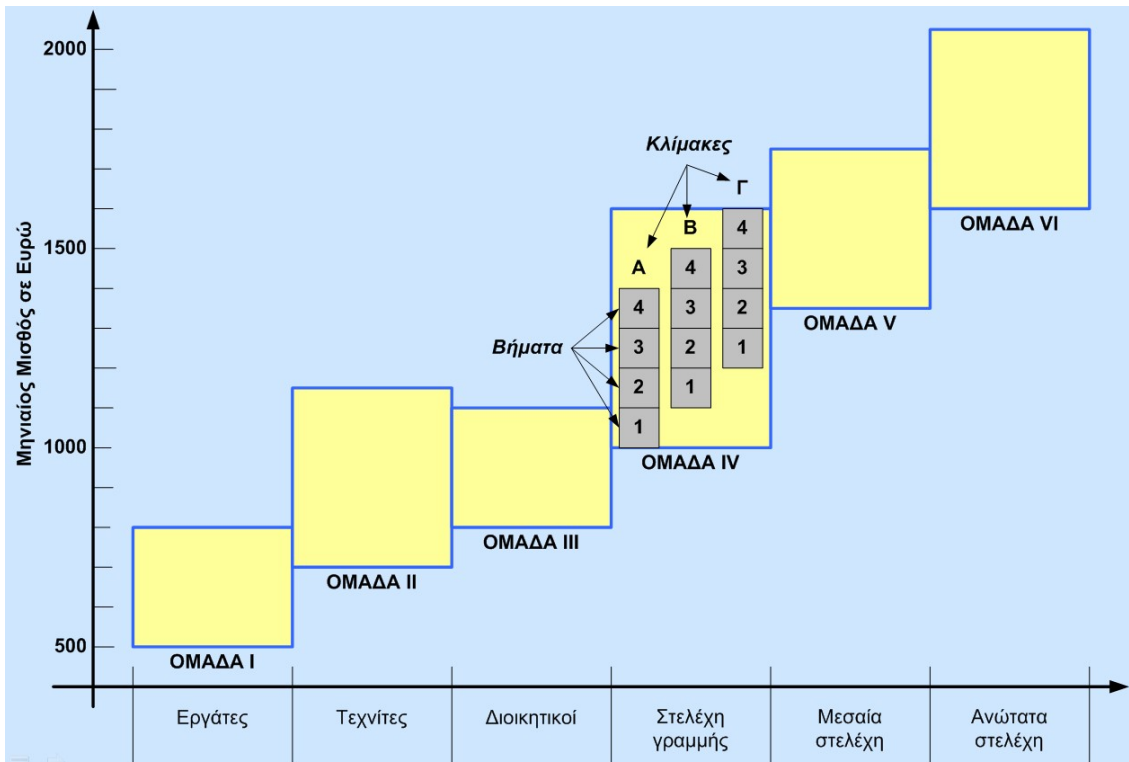 2000
Κλίμακες
Γ
ΟΜΑΔΑ VI
Β
4
1500
Α
4
3
4
3
2
ΟΜΑΔΑ V
Βήματα
3
2
1
2
1
1
1000
ΟΜΑΔΑ IV
ΟΜΑΔΑ III
ΟΜΑΔΑ II
500
ΟΜΑΔΑ I
Μηνιαίος Μισθός σε Ευρώ
Εργάτες
Τεχνίτες
Διοικητικοί
Στελέχη
γραμμής
Μεσαία
στελέχη
Ανώτατα
στελέχη